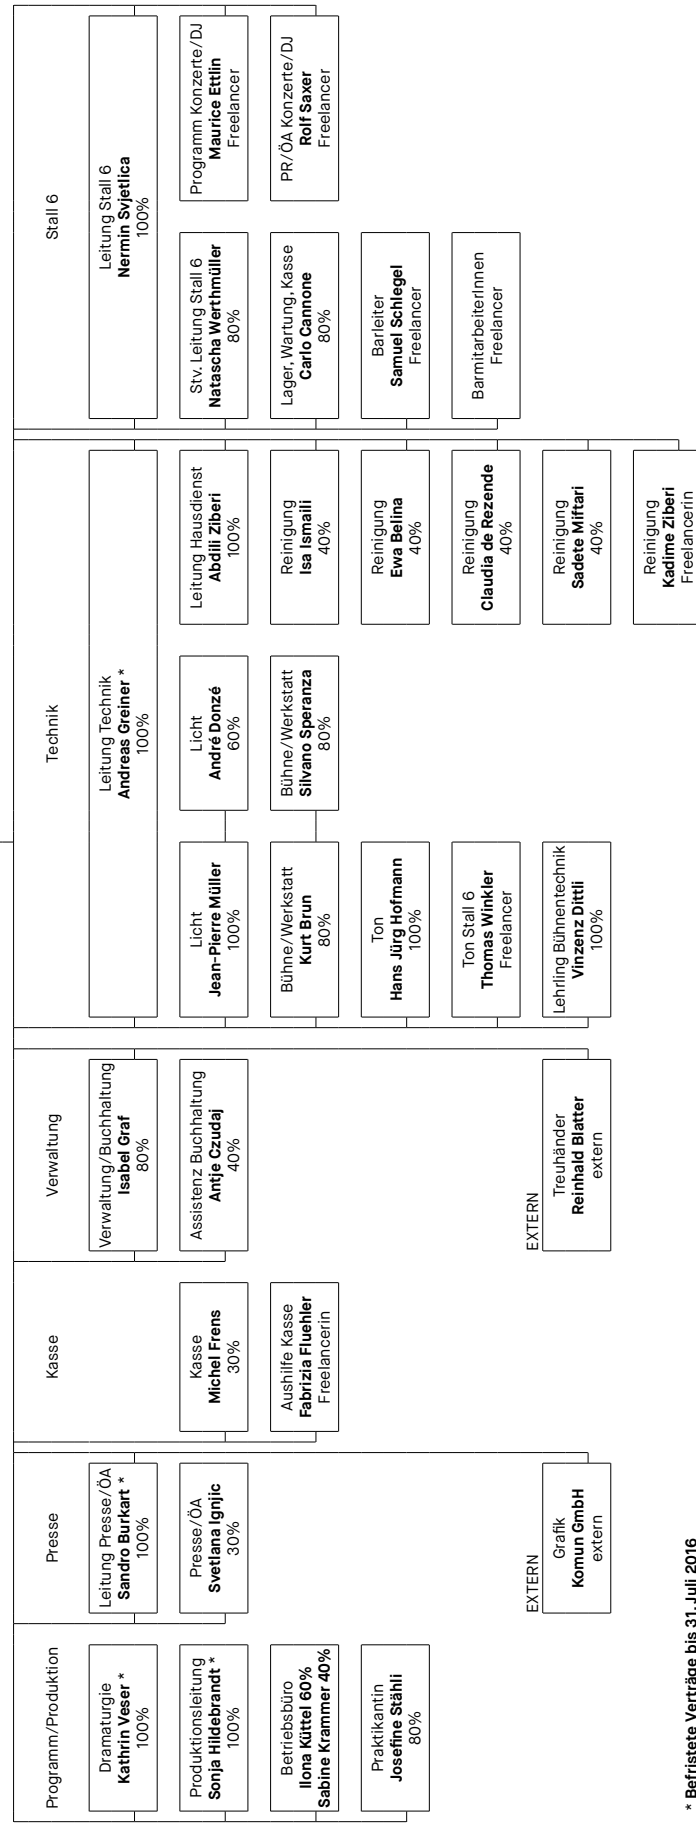 Programm/Produktion
Dramaturgie
Kathrin Veser *
100%
Produktionsleitung
Sonja Hildebrandt *
100%
Betriebsbüro
Ilona Küttel 60%
Sabine Krammer 40%
Praktikantin
Josefine Stähli
80%
Presse
Leitung Presse/ÖA
Sandro Burkart *
100%
Presse/ÖA
Svetlana Ignjic
30%
EXTERN
Grafik
Komun GmbH
extern
Kasse
Kasse
Michel Frens
30%
Aushilfe Kasse
Fabrizia Fluehler
Freelancerin
Verwaltung
Verwaltung/Buchhaltung
Isabel Graf
80%
Assistenz Buchhaltung
Antje Czudaj
40%
EXTERN
Treuhänder
Reinhald Blatter
extern
Technik
Leitung Technik
Andreas Greiner *
100%
Licht
Jean-Pierre Müller
100%
Licht
André Donzé
60%
Leitung Hausdienst
Abdili Ziberi
100%
Bühne/Werkstatt
Kurt Brun
80%
Bühne/Werkstatt
Silvano Speranza
80%
Reinigung
Isa Ismaili
40%
Ton
Hans Jürg Hofmann
100%
Reinigung
Ewa Belina
40%
Ton Stall 6
Thomas Winkler
Freelancer
Reinigung
Claudia de Rezende
40%
Lehrling Bühnentechnik
Vinzenz Dittli
100%
Reinigung
Sadete Miftari
40%
Reinigung
Kadime Ziberi
Freelancerin
Stall 6
Leitung Stall 6
Nermin Svjetlica
100%
Stv. Leitung Stall 6
Natascha Werthmüller
80%
Programm Konzerte/DJ
Maurice Ettlin
Freelancer
Lager, Wartung, Kasse
Carlo Cannone
80%
PR/ÖA Konzerte/DJ
Rolf Saxer
Freelancer
Barleiter
Samuel Schlegel
Freelancer
BarmitarbeiterInnen
Freelancer
* Befristete Verträge bis 31. Juli 2016